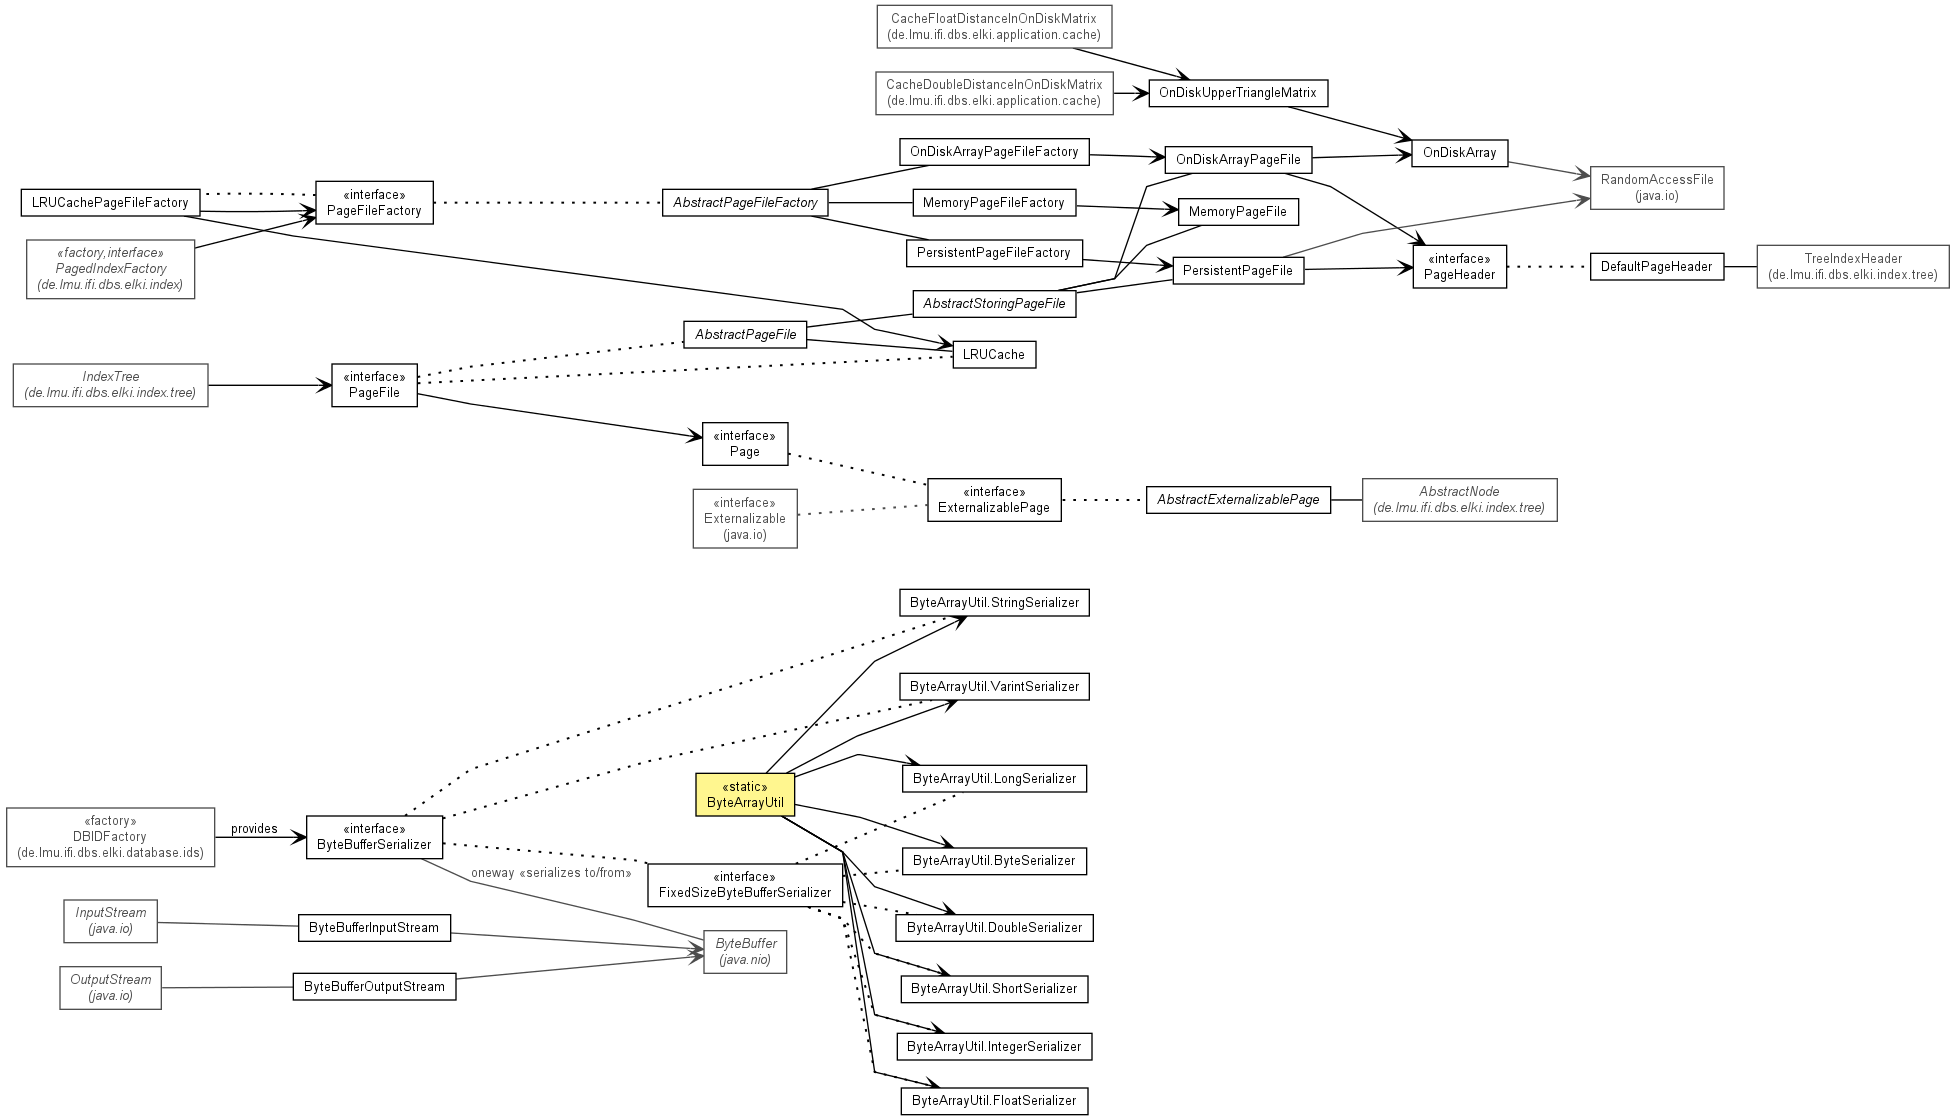 CacheFloatDistanceInOnDiskMatrix
(de.lmu.ifi.dbs.elki.application.cache)
CacheDoubleDistanceInOnDiskMatrix
(de.lmu.ifi.dbs.elki.application.cache)
OnDiskUpperTriangleMatrix
OnDiskArrayPageFileFactory
OnDiskArrayPageFile
OnDiskArray
RandomAccessFile
(java.io)
LRUCachePageFileFactory
«interface»
PageFileFactory
AbstractPageFileFactory
MemoryPageFileFactory
MemoryPageFile
«factory,interface»
PagedIndexFactory
(de.lmu.ifi.dbs.elki.index)
PersistentPageFileFactory
PersistentPageFile
«interface»
PageHeader
DefaultPageHeader
TreeIndexHeader
(de.lmu.ifi.dbs.elki.index.tree)
AbstractStoringPageFile
AbstractPageFile
LRUCache
IndexTree
(de.lmu.ifi.dbs.elki.index.tree)
«interface»
PageFile
«interface»
Page
«interface»
Externalizable
(java.io)
«interface»
ExternalizablePage
AbstractExternalizablePage
AbstractNode
(de.lmu.ifi.dbs.elki.index.tree)
ByteArrayUtil.StringSerializer
ByteArrayUtil.VarintSerializer
«static»
ByteArrayUtil
ByteArrayUtil.LongSerializer
«factory»
DBIDFactory
(de.lmu.ifi.dbs.elki.database.ids)
provides
«interface»
ByteBufferSerializer
oneway «serializes to/from»
«interface»
FixedSizeByteBufferSerializer
ByteArrayUtil.ByteSerializer
InputStream
(java.io)
ByteBufferInputStream
ByteBuffer
(java.nio)
ByteArrayUtil.DoubleSerializer
OutputStream
(java.io)
ByteBufferOutputStream
ByteArrayUtil.ShortSerializer
ByteArrayUtil.IntegerSerializer
ByteArrayUtil.FloatSerializer